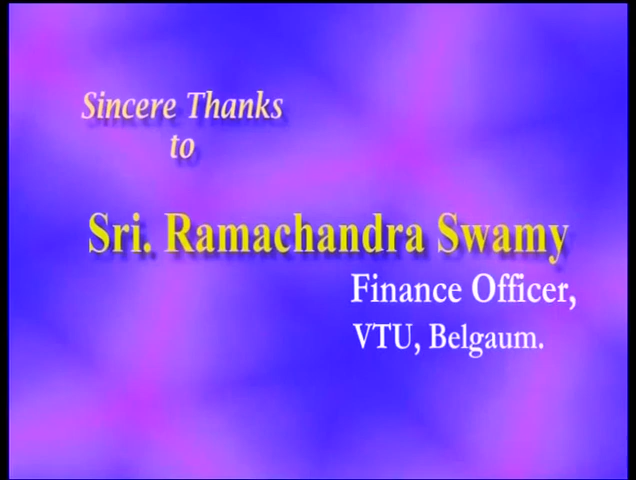 Sincere Thanks
to
Sri. Ramachandra Swamy
Finance Officer,
VTU, Belgaum.